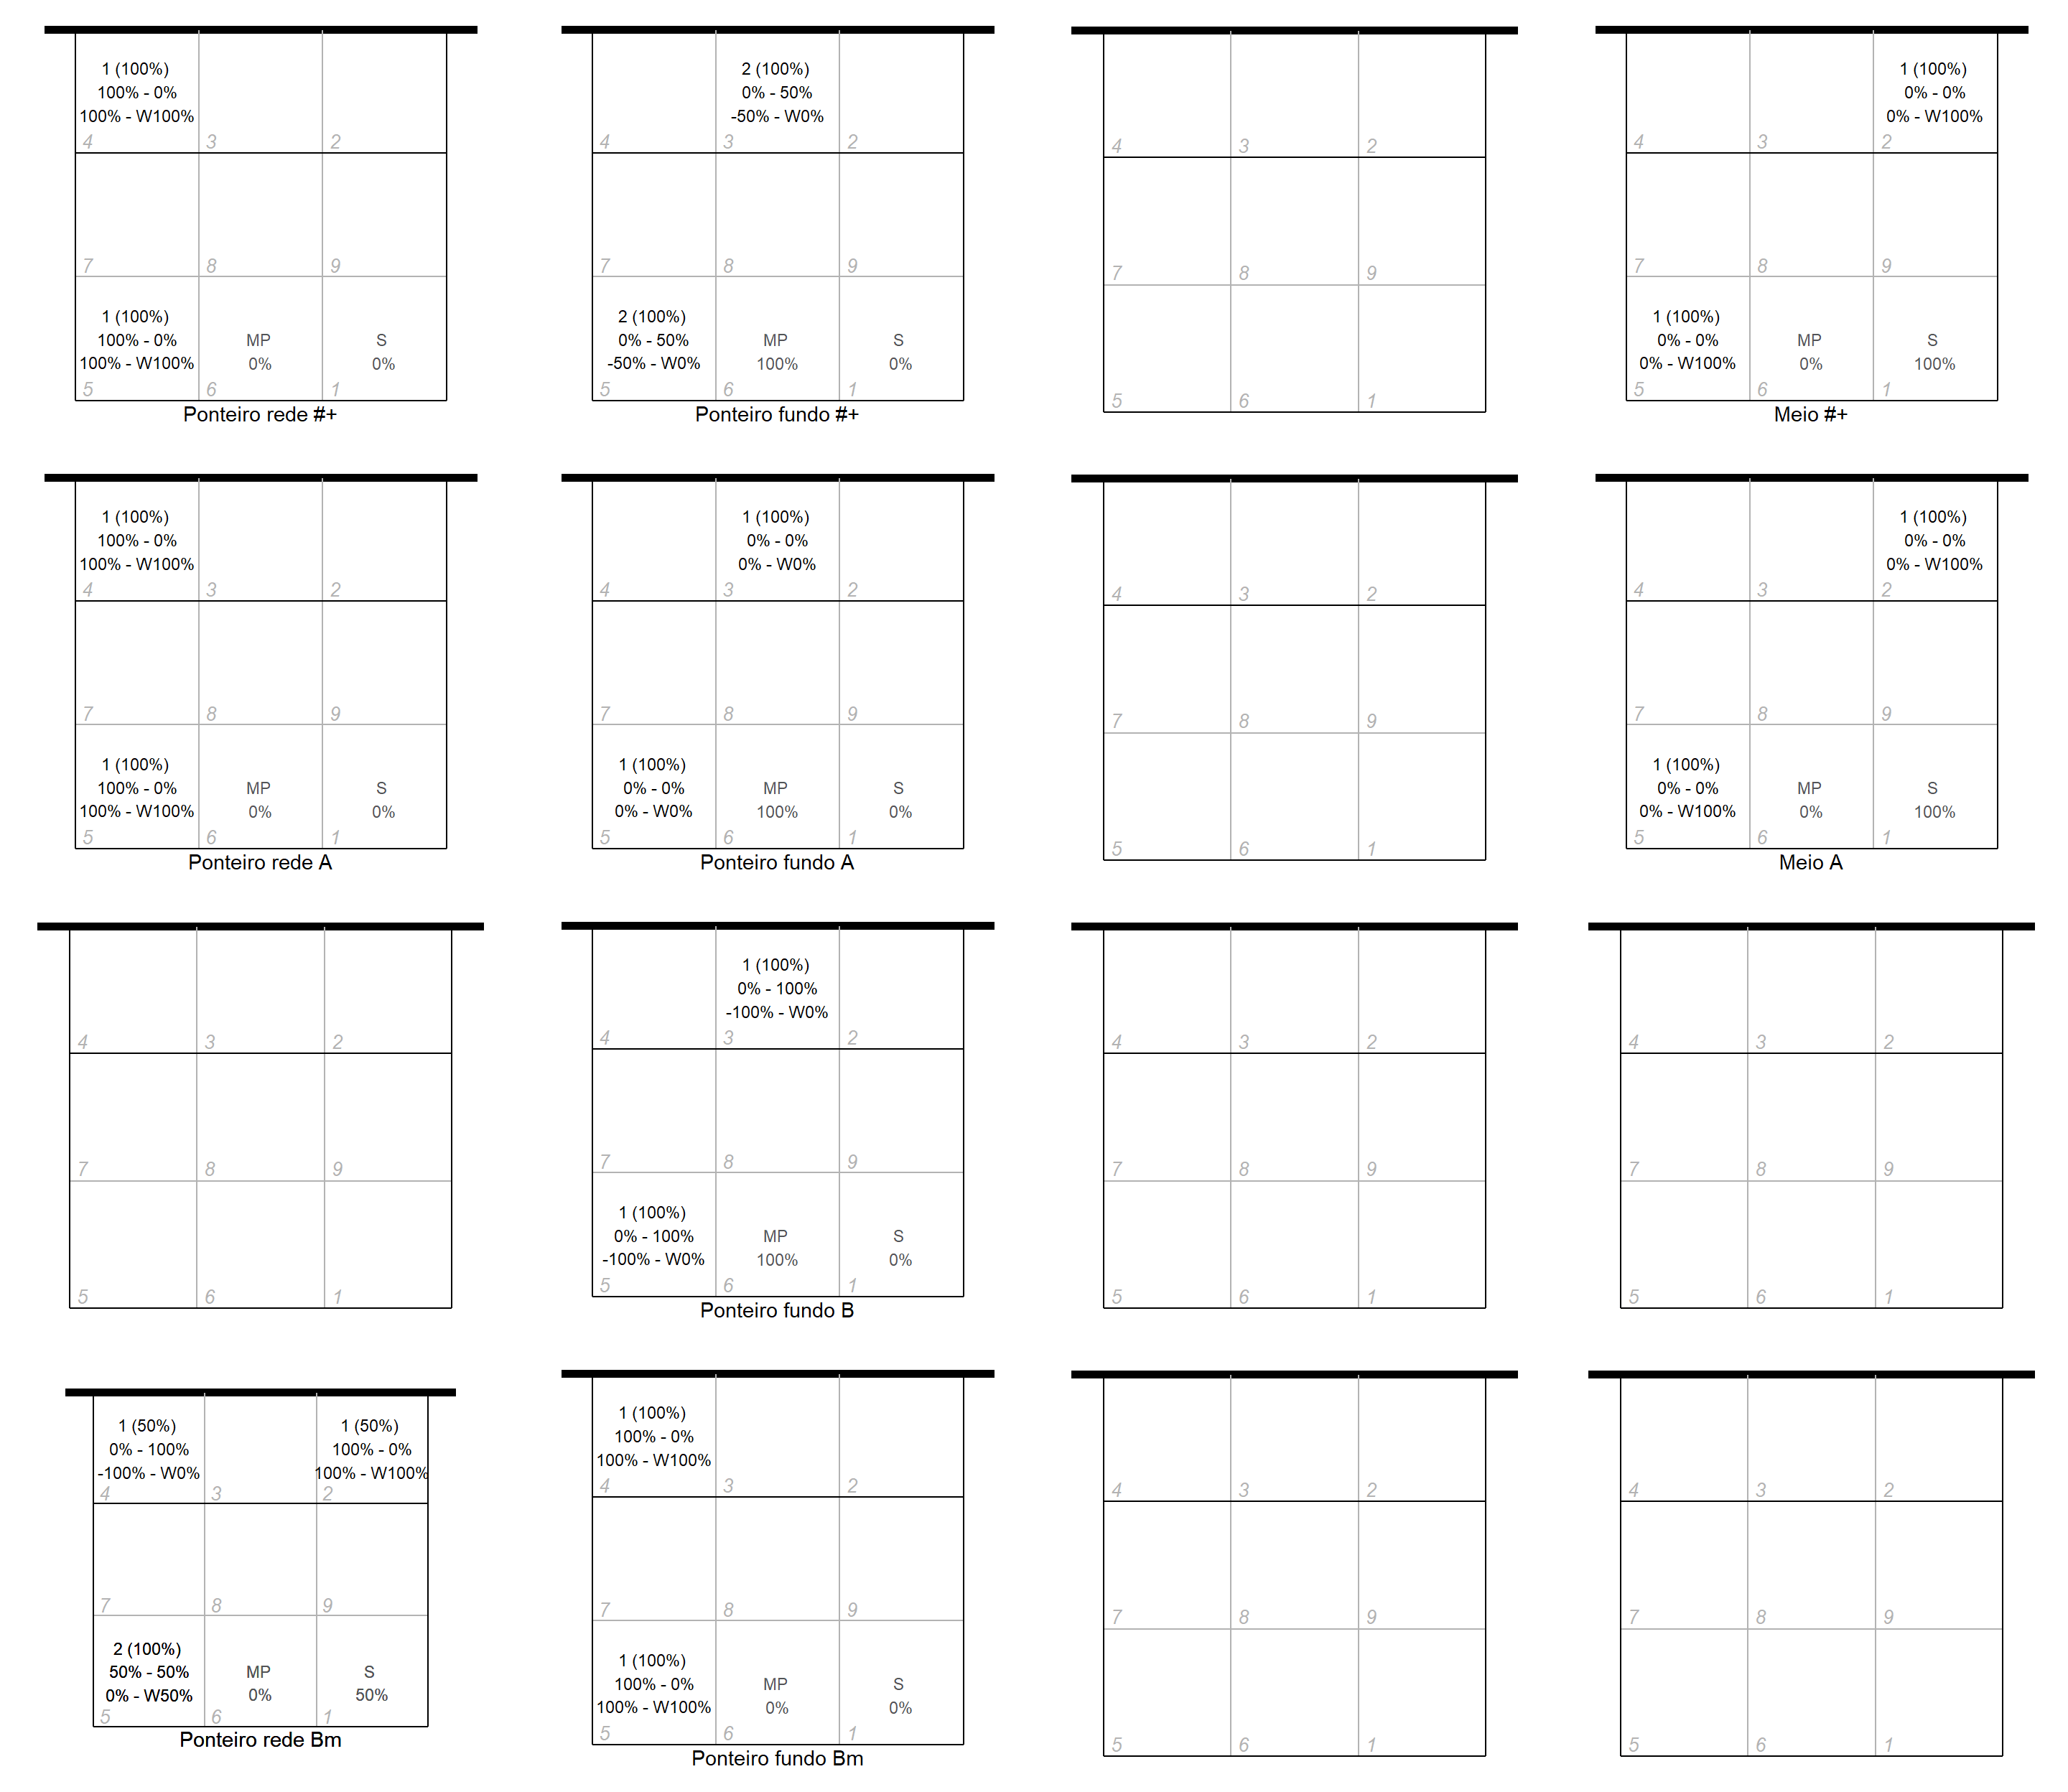 1 (100%)
100% - 0%
100% - W100%
4 3 2
7 8 9
1 (100%)
100% - 0% MP S
100% - W100% 0% 0%
5 6 1
Ponteiro rede #+
2 (100%)
0% - 50%
-50% - W0%
4 3 2
7 8 9
2 (100%)
0% - 50% MP S
-50% - W0% 100% 0%
5 6 1
Ponteiro fundo #+
4 3 2
7 8 9
5 6 1
1 (100%)
0% - 0%
0% - W100%
4 3 2
7 8 9
1 (100%)
0% - 0% MP S
0% - W100% 0% 100%
5 6 1
Meio #+
1 (100%)
100% - 0%
100% - W100%
4 3 2
7 8 9
1 (100%)
100% - 0% MP S
100% - W100% 0% 0%
5 6 1
Ponteiro rede A
1 (100%)
0% - 0%
0% - W0%
4 3 2
7 8 9
1 (100%)
0% - 0% MP S
0% - W0% 100% 0%
5 6 1
Ponteiro fundo A
4 3 2
7 8 9
5 6 1
1 (100%)
0% - 0%
0% - W100%
4 3 2
7 8 9
1 (100%)
0% - 0% MP S
0% - W100% 0% 100%
5 6 1
Meio A
4 3 2
7 8 9
5 6 1
1 (100%)
0% - 100%
-100% - W0%
4 3 2
7 8 9
1 (100%)
0% - 100% MP S
-100% - W0% 100% 0%
5 6 1
Ponteiro fundo B
4 3 2
7 8 9
5 6 1
4 3 2
7 8 9
5 6 1
1 (50%) 1 (50%)
0% - 100% 100% - 0%
-100% - W0% 100% - W100%
4 3 2
7 8 9
2 (100%)
50% - 50% MP S
0% - W50% 0% 50%
5 6 1
Ponteiro rede Bm
1 (100%)
100% - 0%
100% - W100%
4 3 2
7 8 9
1 (100%)
100% - 0% MP S
100% - W100% 0% 0%
5 6 1
Ponteiro fundo Bm
4 3 2
7 8 9
5 6 1
4 3 2
7 8 9
5 6 1